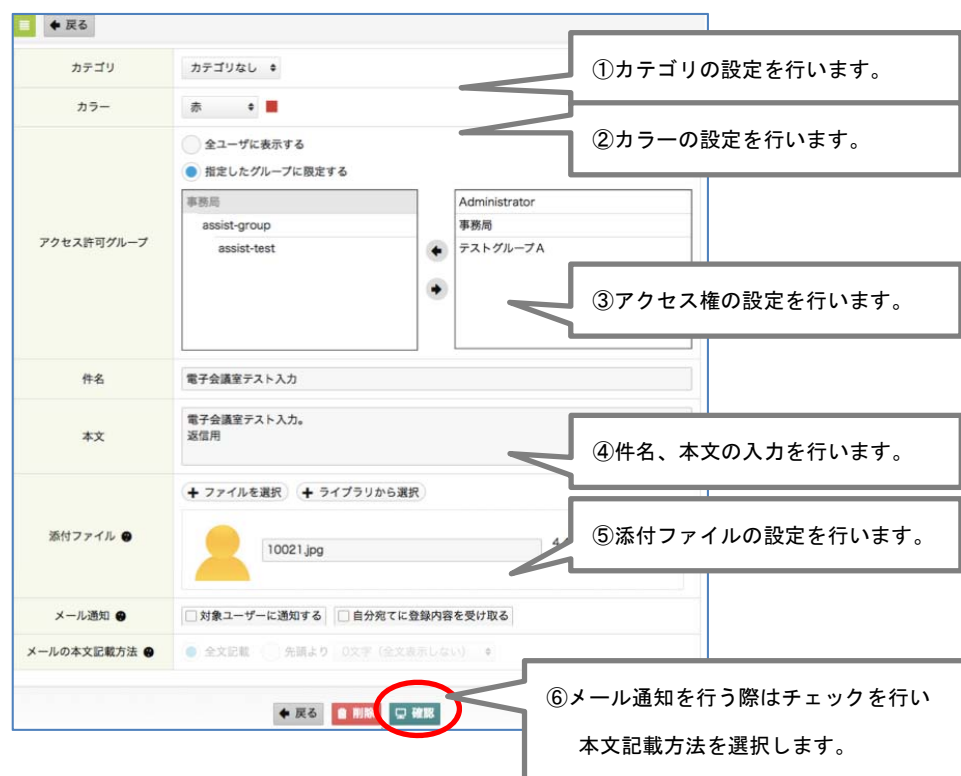 戻る
カテゴリ
カテゴリなし
①カテゴリの設定を行います。
カラー
赤
②カラーの設定を行います。
アクセス許可グループ
全ユーザに表示する
指定したグループに限定する
事務局
assist-group
assist-test
Administrator
事務局
テストグループA
③アクセス権の設定を行います。
件名
電子会議室テスト入力
本文
電子会議室テスト入力。
返信用
④件名、本文の入力を行います。
添付ファイル
ファイルを選択 ライブラリから選択
10021.jpg
⑤添付ファイルの設定を行います。
メール通知
対象ユーザーに通知する 自分宛てに登録内容を受け取る
メールの本文記載方法
全文記載 先頭より 0文字（全文表示しない）
戻る 削除 確認
⑥メール通知を行う際はチェックを行い
本文記載方法を選択します。